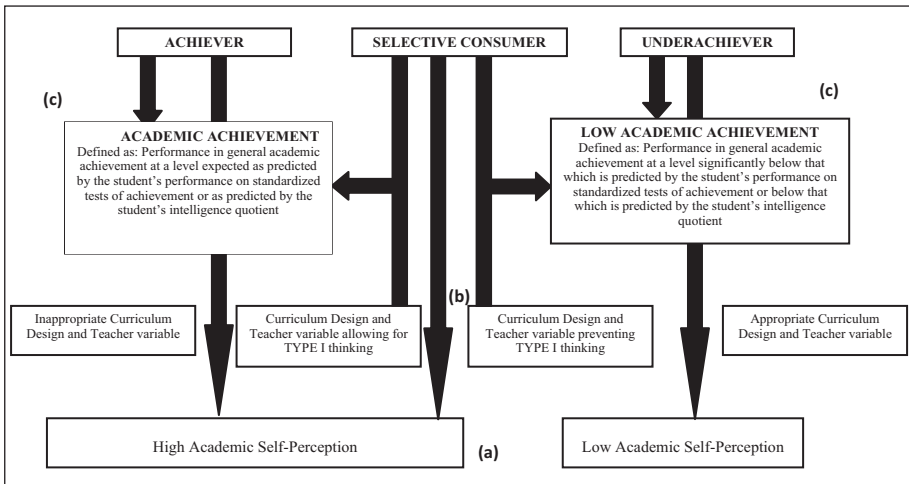 ACHIEVER
SELECTIVE CONSUMER
UNDERACHIEVER
(c)
(c)
ACADEMIC ACHIEVEMENT
Defined as: Performance in general academic
achievement at a level expected as predicted
by the student’s performance on standardized
tests of achievement or as predicted by the
student’s intelligence quotient
LOW ACADEMIC ACHIEVEMENT
Defined as: Performance in general academic
achievement at a level significantly below that
which is predicted by the student’s performance on
standardized tests of achievement or below that
which is predicted by the student’s intelligence
quotient
(b)
Inappropriate Curriculum
Design and Teacher variable
Curriculum Design and
Teacher variable allowing for
TYPE I thinking
Curriculum Design and
Teacher variable preventing
TYPE I thinking
Appropriate Curriculum
Design and Teacher variable
High Academic Self-Perception
(a)
Low Academic Self-Perception